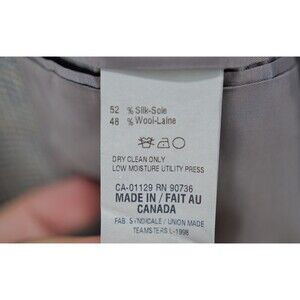 52 % Silk-Soie
48 % Wool-Laine
DRY CLEAN ONLY
LOW MOISTURE UTILITY PRESS
CA-01129 RN 90736
MADE IN / FAIT AU
CANADA
FAB. SYNDICALE / UNION MADE
TEAMSTERS L-1998